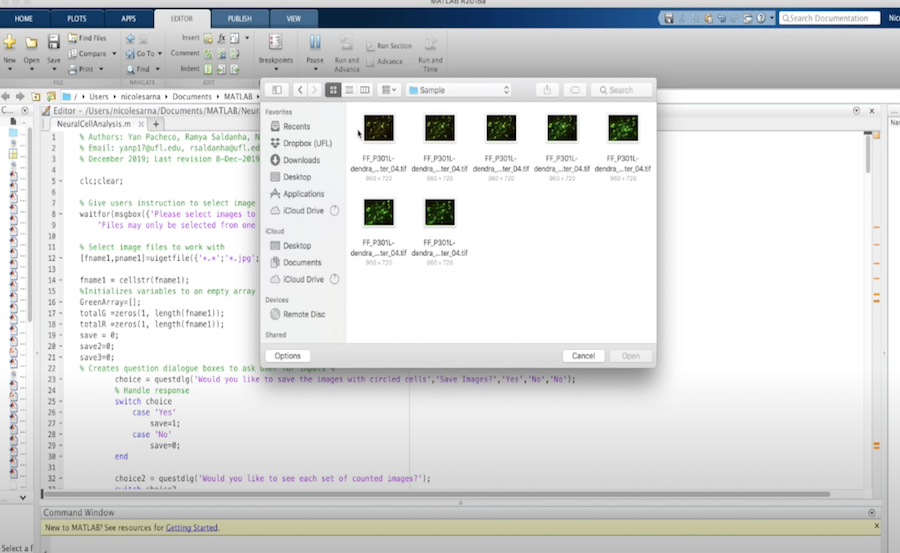 MATLAB R2018a
HOME PLOTS APPS EDITOR PUBLISH VIEW
Search Documentation
Nic
New Open Save
Find Files
Compare
Print
Go To
Find
Insert
Comment
Indent
Breakpoints
Pause
Run and Advance
Run Section
Advance
Run and Time
FILE NAVIGATE EDIT
/ Users nicolesarna Documents MATLAB
C...
Editor - /Users/nicolesarna/Documents/MATLAB/Neur
NeuralCellAnalysis.m
1 % Authors: Yan Pacheco, Ramya Saldanha, N
2 % Email: yanp17@ufl.edu, rsaldanha@ufl.ed
3 % December 2019; Last revision 8-Dec-2019
4
5 clc;clear;
6
7 % Give users instruction to select image
8 waitfor(msgbox({'Please select images to
9 'Files may only be selected from one
10
11 % Select image files to work with
12 [fname1,pname1]=uigetfile({'*.*';'*.jpg';
13
14 fname1 = cellstr(fname1);
15 %Initializes variables to an empty array
16 GreenArray=[];
17 totalG =zeros(1, length(fname1));
18 totalR =zeros(1, length(fname1));
19 save = 0;
20 save2=0;
21 save3=0;
22 % Creates question dialogue boxes to ask user for inputs %
23 choice = questdlg('Would you like to save the images with circled cells','Save Images?','Yes','No','No');
24 % Handle response
25 switch choice
26 case 'Yes'
27 save=1;
28 case 'No'
29 save=0;
30 end
31
32 choice2 = questdlg('Would you like to see each set of counted images?');
switch choice2
Sample
Search
Favorites
Recents
Dropbox (UFL)
Downloads
Desktop
Applications
iCloud Drive
iCloud
Desktop
Documents
iCloud Drive
Devices
Remote Disc
Shared
FF_P301L-dendra_...ter_04.tif
960 × 720
FF_P301L-dendra_...ter_04.tif
960 × 720
FF_P301L-dendra_...ter_04.tif
960 × 720
FF_P301L-dendra_...ter_04.tif
960 × 720
FF_P301L-dendra_...ter_04.tif
960 × 720
FF_P301L-dendra_...ter_04.tif
960 × 720
FF_P301L-dendra_...ter_04.tif
960 × 720
Options
Cancel
Open
Command Window
New to MATLAB? See resources for Getting Started.
Select a f